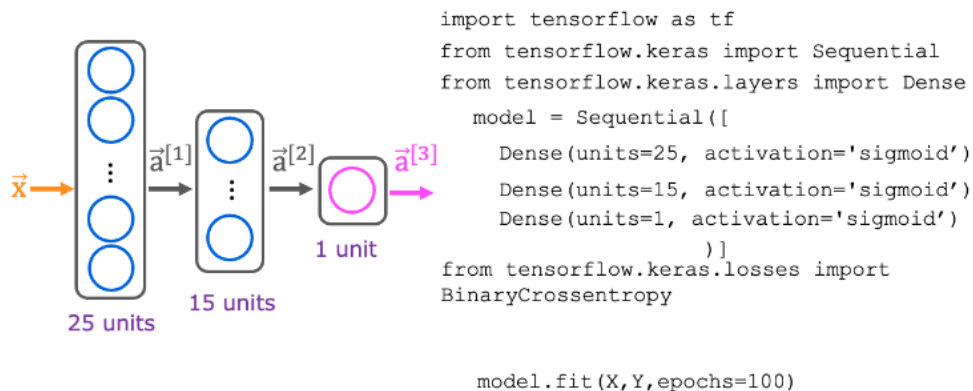 x⃗
25 units
a⃗[1]
15 units
a⃗[2]
1 unit
a⃗[3]
import tensorflow as tf
from tensorflow.keras import Sequential
from tensorflow.keras.layers import Dense
model = Sequential([
Dense(units=25, activation='sigmoid’)
Dense(units=15, activation='sigmoid’)
Dense(units=1, activation='sigmoid’)
)]
from tensorflow.keras.losses import
BinaryCrossentropy
model.fit(X,Y,epochs=100)